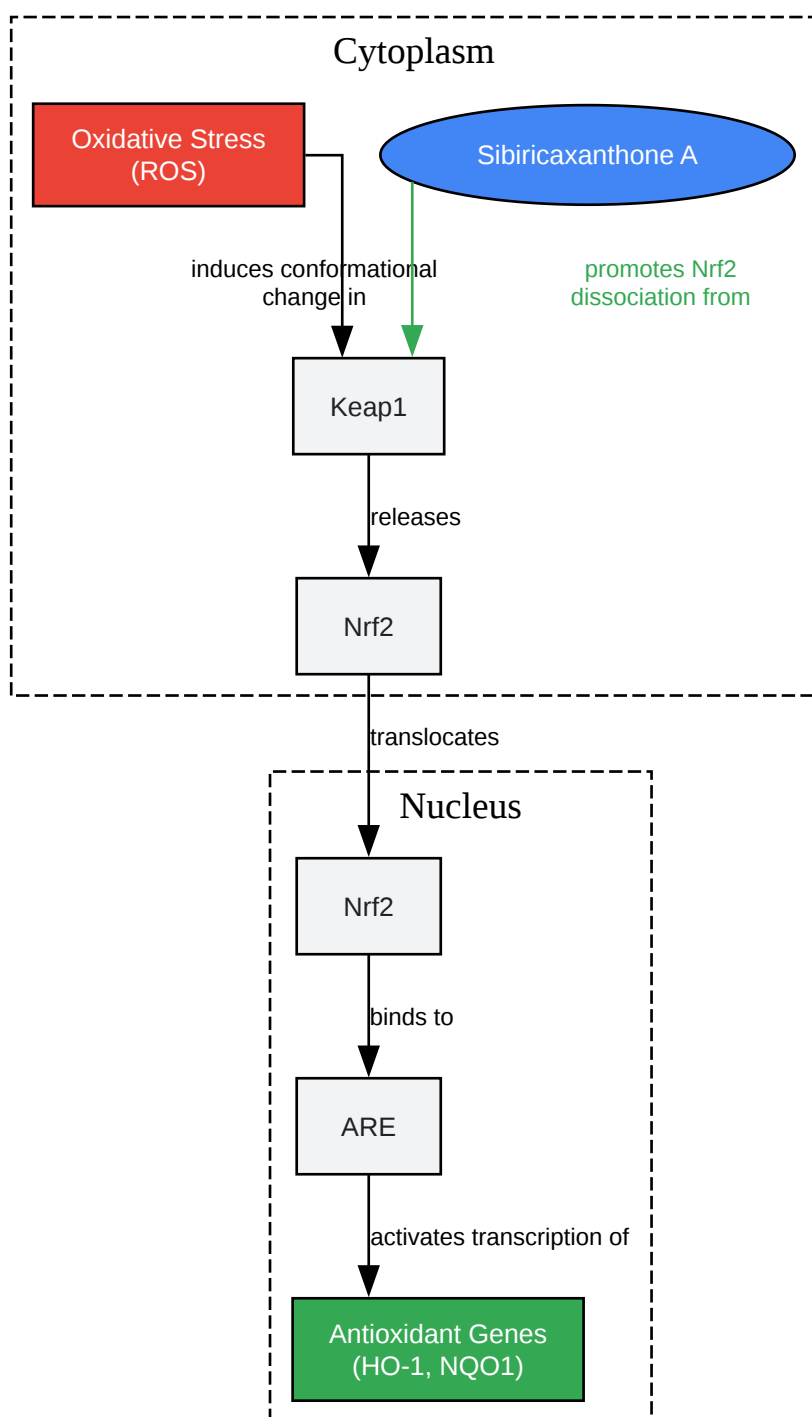 Cytoplasm
Oxidative Stress
(ROS)
Sibiricaxanthone A
induces conformational
change in
promotes Nrf2
dissociation from
Keap1
releases
Nrf2
translocates
Nucleus
Nrf2
binds to
ARE
activates transcription of
Antioxidant Genes
(HO-1, NQO1)